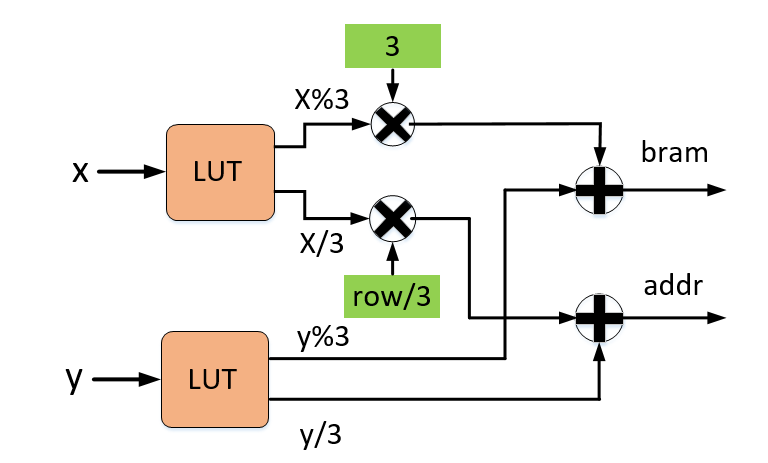 3
X%3
bram
x
LUT
X/3
addr
row/3
y%3
y
LUT
y/3